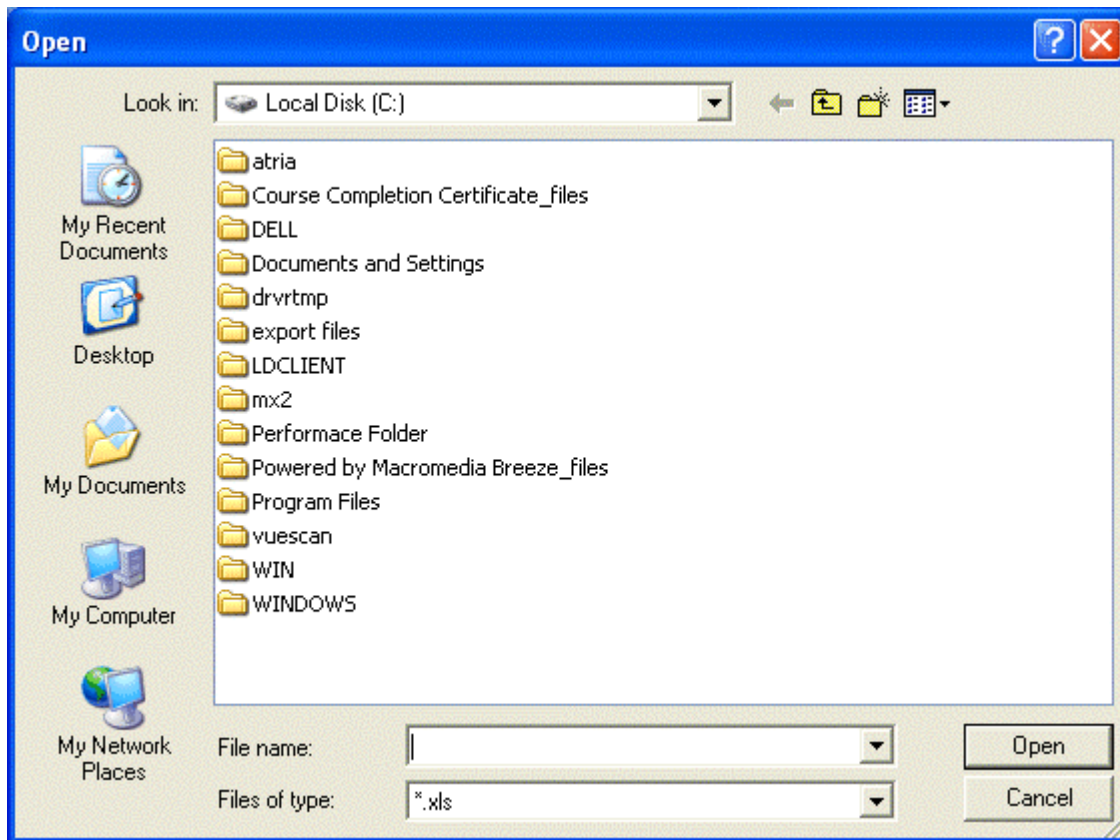 Open
Look in: Local Disk (C:)
My Recent
Documents
Desktop
My Documents
My Computer
My Network
Places
atria
Course Completion Certificate_files
DELL
Documents and Settings
drvrtmp
export files
LDCLIENT
mx2
Performace Folder
Powered by Macromedia Breeze_files
Program Files
vuescan
WIN
WINDOWS
File name:
Open
Files of type: *.xls
Cancel